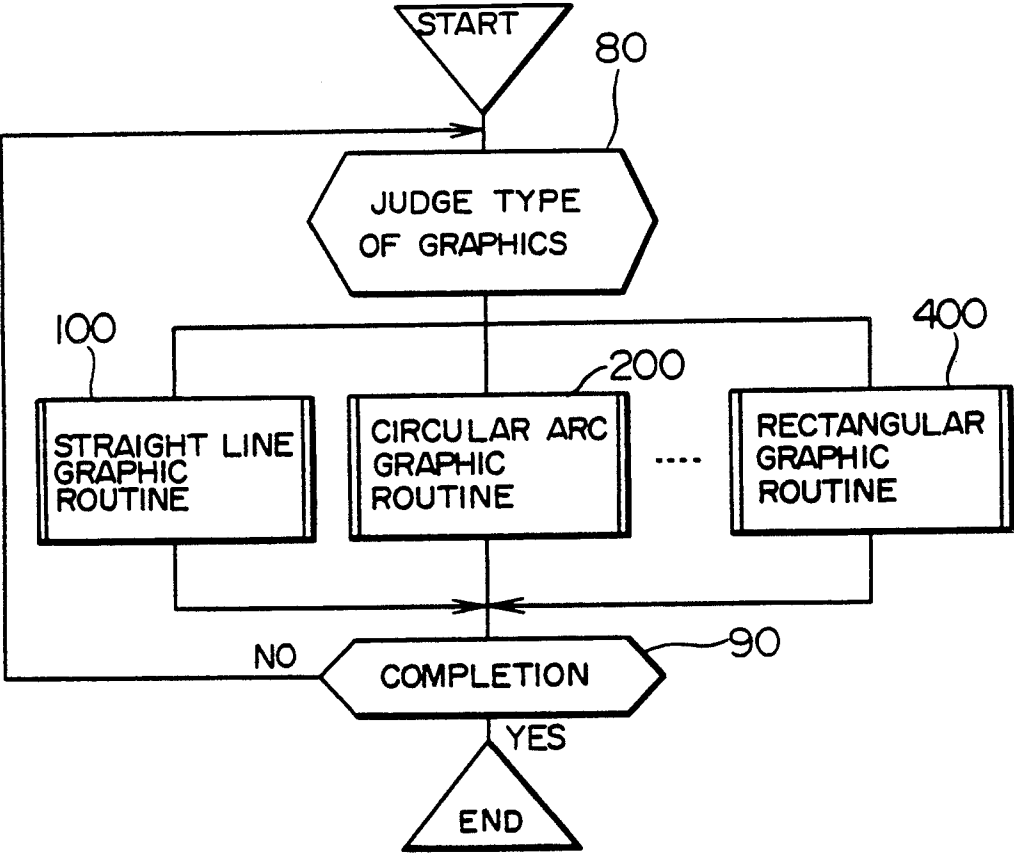 START
80
JUDGE TYPE
OF GRAPHICS
100
STRAIGHT LINE
GRAPHIC
ROUTINE
200
CIRCULAR ARC
GRAPHIC
ROUTINE
....
400
RECTANGULAR
GRAPHIC
ROUTINE
NO
COMPLETION
90
YES
END